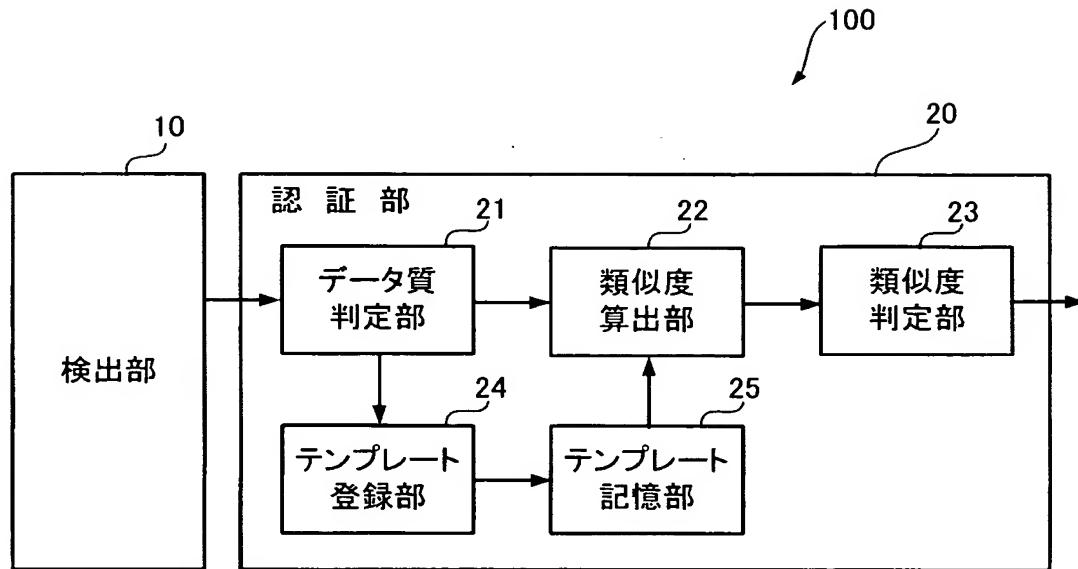 100
10
20
認 証 部
21
22
23
データ質
判定部
類似度
算出部
類似度
判定部
検出部
24
25
テンプレート
登録部
テンプレート
記憶部